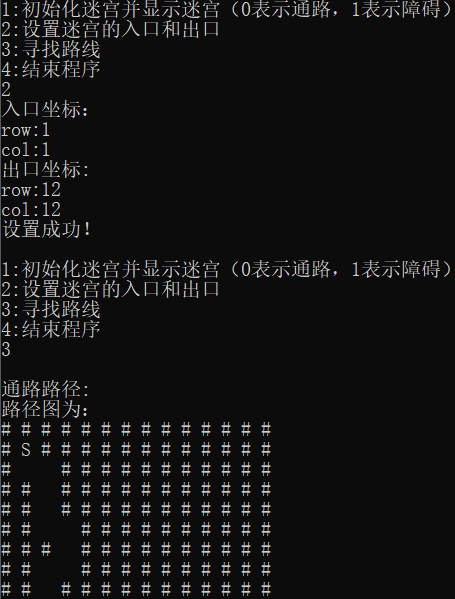 1:初始化迷宫并显示迷宫（0表示通路，1表示障碍）
2:设置迷宫的入口和出口
3:寻找路线
4:结束程序
2
入口坐标：
row:1
col:1
出口坐标:
row:12
col:12
设置成功！
1:初始化迷宫并显示迷宫（0表示通路，1表示障碍）
2:设置迷宫的入口和出口
3:寻找路线
4:结束程序
3
通路路径:
路径图为：
# # # # # # # # # # # # # #
# S # # # # # # # # # # # #
#     # # # # # # # # # # #
# #   # # # # # # # # # # #
# #   # # # # # # # # # # #
# #     # # # # # # # # # #
# # #   # # # # # # # # # #
# #     # # # # # # # # # #
# #   # # # # # # # # # # #